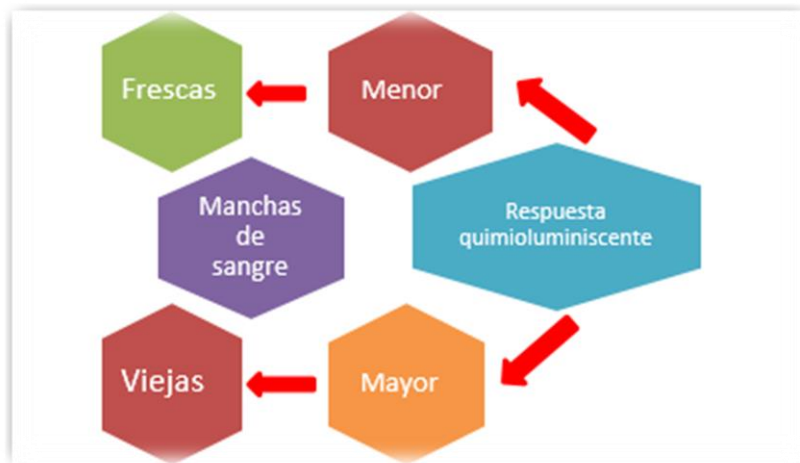 Frescas
Menor
Manchas
de
sangre
Respuesta
quimioluminiscente
Viejas
Mayor